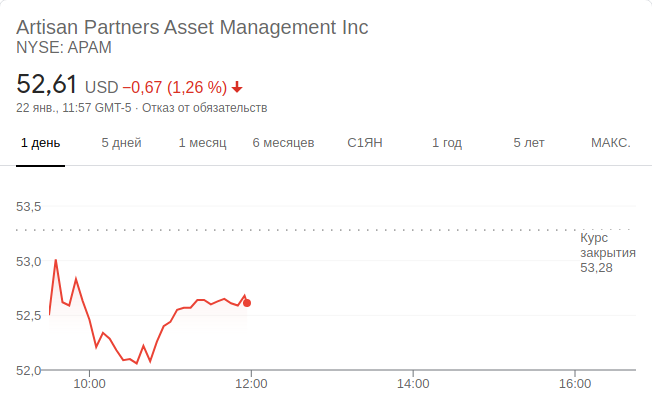 Artisan Partners Asset Management Inc
NYSE: APAM
52,61 USD −0,67 (1,26 %)
22 янв., 11:57 GMT-5 · Отказ от обязательств
1 день 5 дней 1 месяц 6 месяцев С1ЯН 1 год 5 лет МАКС.
53,5
Курс
закрытия
53,28
53,0
52,5
52,0
10:00 12:00 14:00 16:00